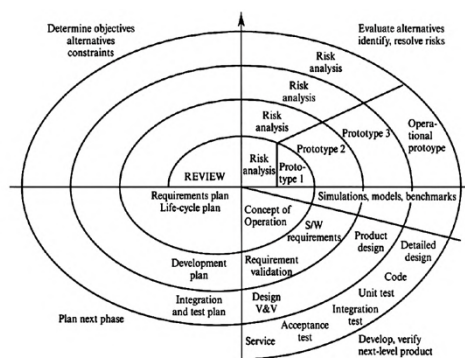 Determine objectives
alternatives
constraints
Evaluate alternatives
identify, resolve risks
Risk
analysis
Risk
analysis
Risk
analysis
Risk
analysis
Proto-
type 1
Prototype 2
Prototype 3
Oper-
ational
protoype
REVIEW
Requirements plan
Life-cycle plan
Concept of
Operation
Simulations, models, benchmarks
S/W
requirements
Product
design
Detailed
design
Development
plan
Requirement
validation
Code
Unit test
Integration
and test plan
Design
V&V
Integration
test
Acceptance
test
Service
Plan next phase
Develop, verify
next-level product